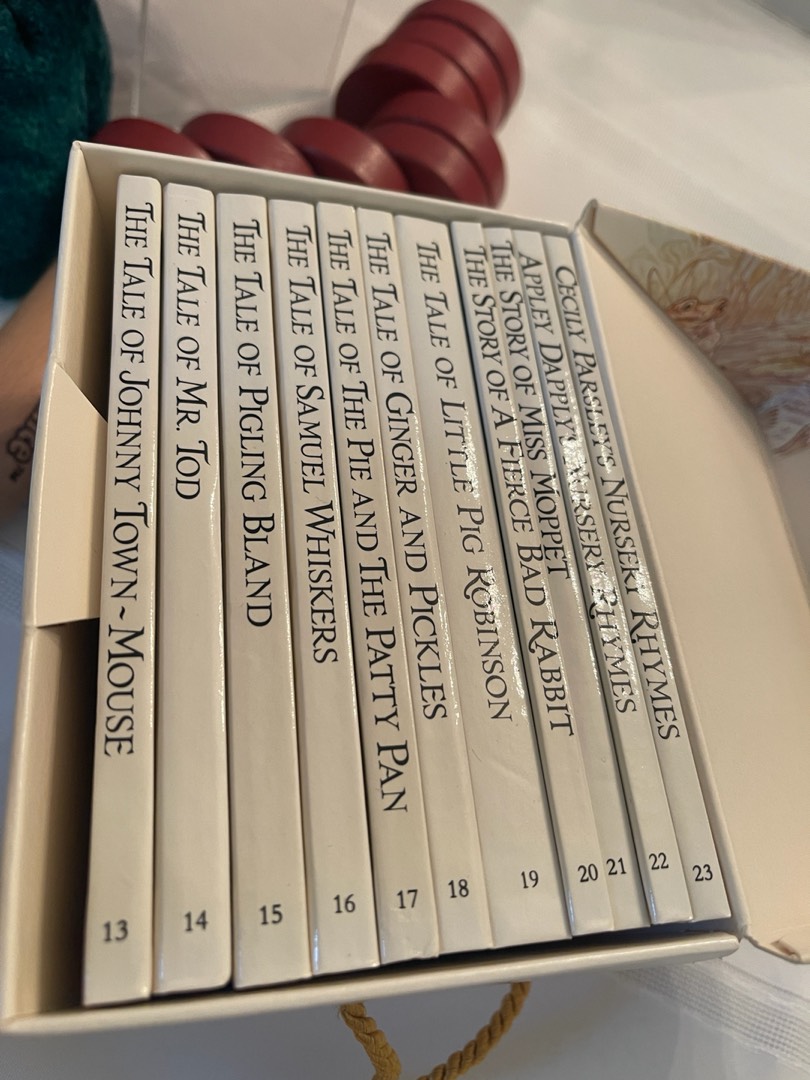 THE TALE OF JOHNNY TOWN~MOUSE
13
THE TALE OF MR. TOD
14
THE TALE OF PIGLING BLAND
15
THE TALE OF SAMUEL WHISKERS
16
THE TALE OF THE PIE AND THE PATTY PAN
17
THE TALE OF GINGER AND PICKLES
18
THE TALE OF LITTLE PIG ROBINSON
19
THE STORY OF A FIERCE BAD RABBIT
20
THE STORY OF MISS MOPPET
21
APPLEY DAPPLY'S NURSERY RHYMES
22
CECILY PARSLEY'S NURSERY RHYMES
23